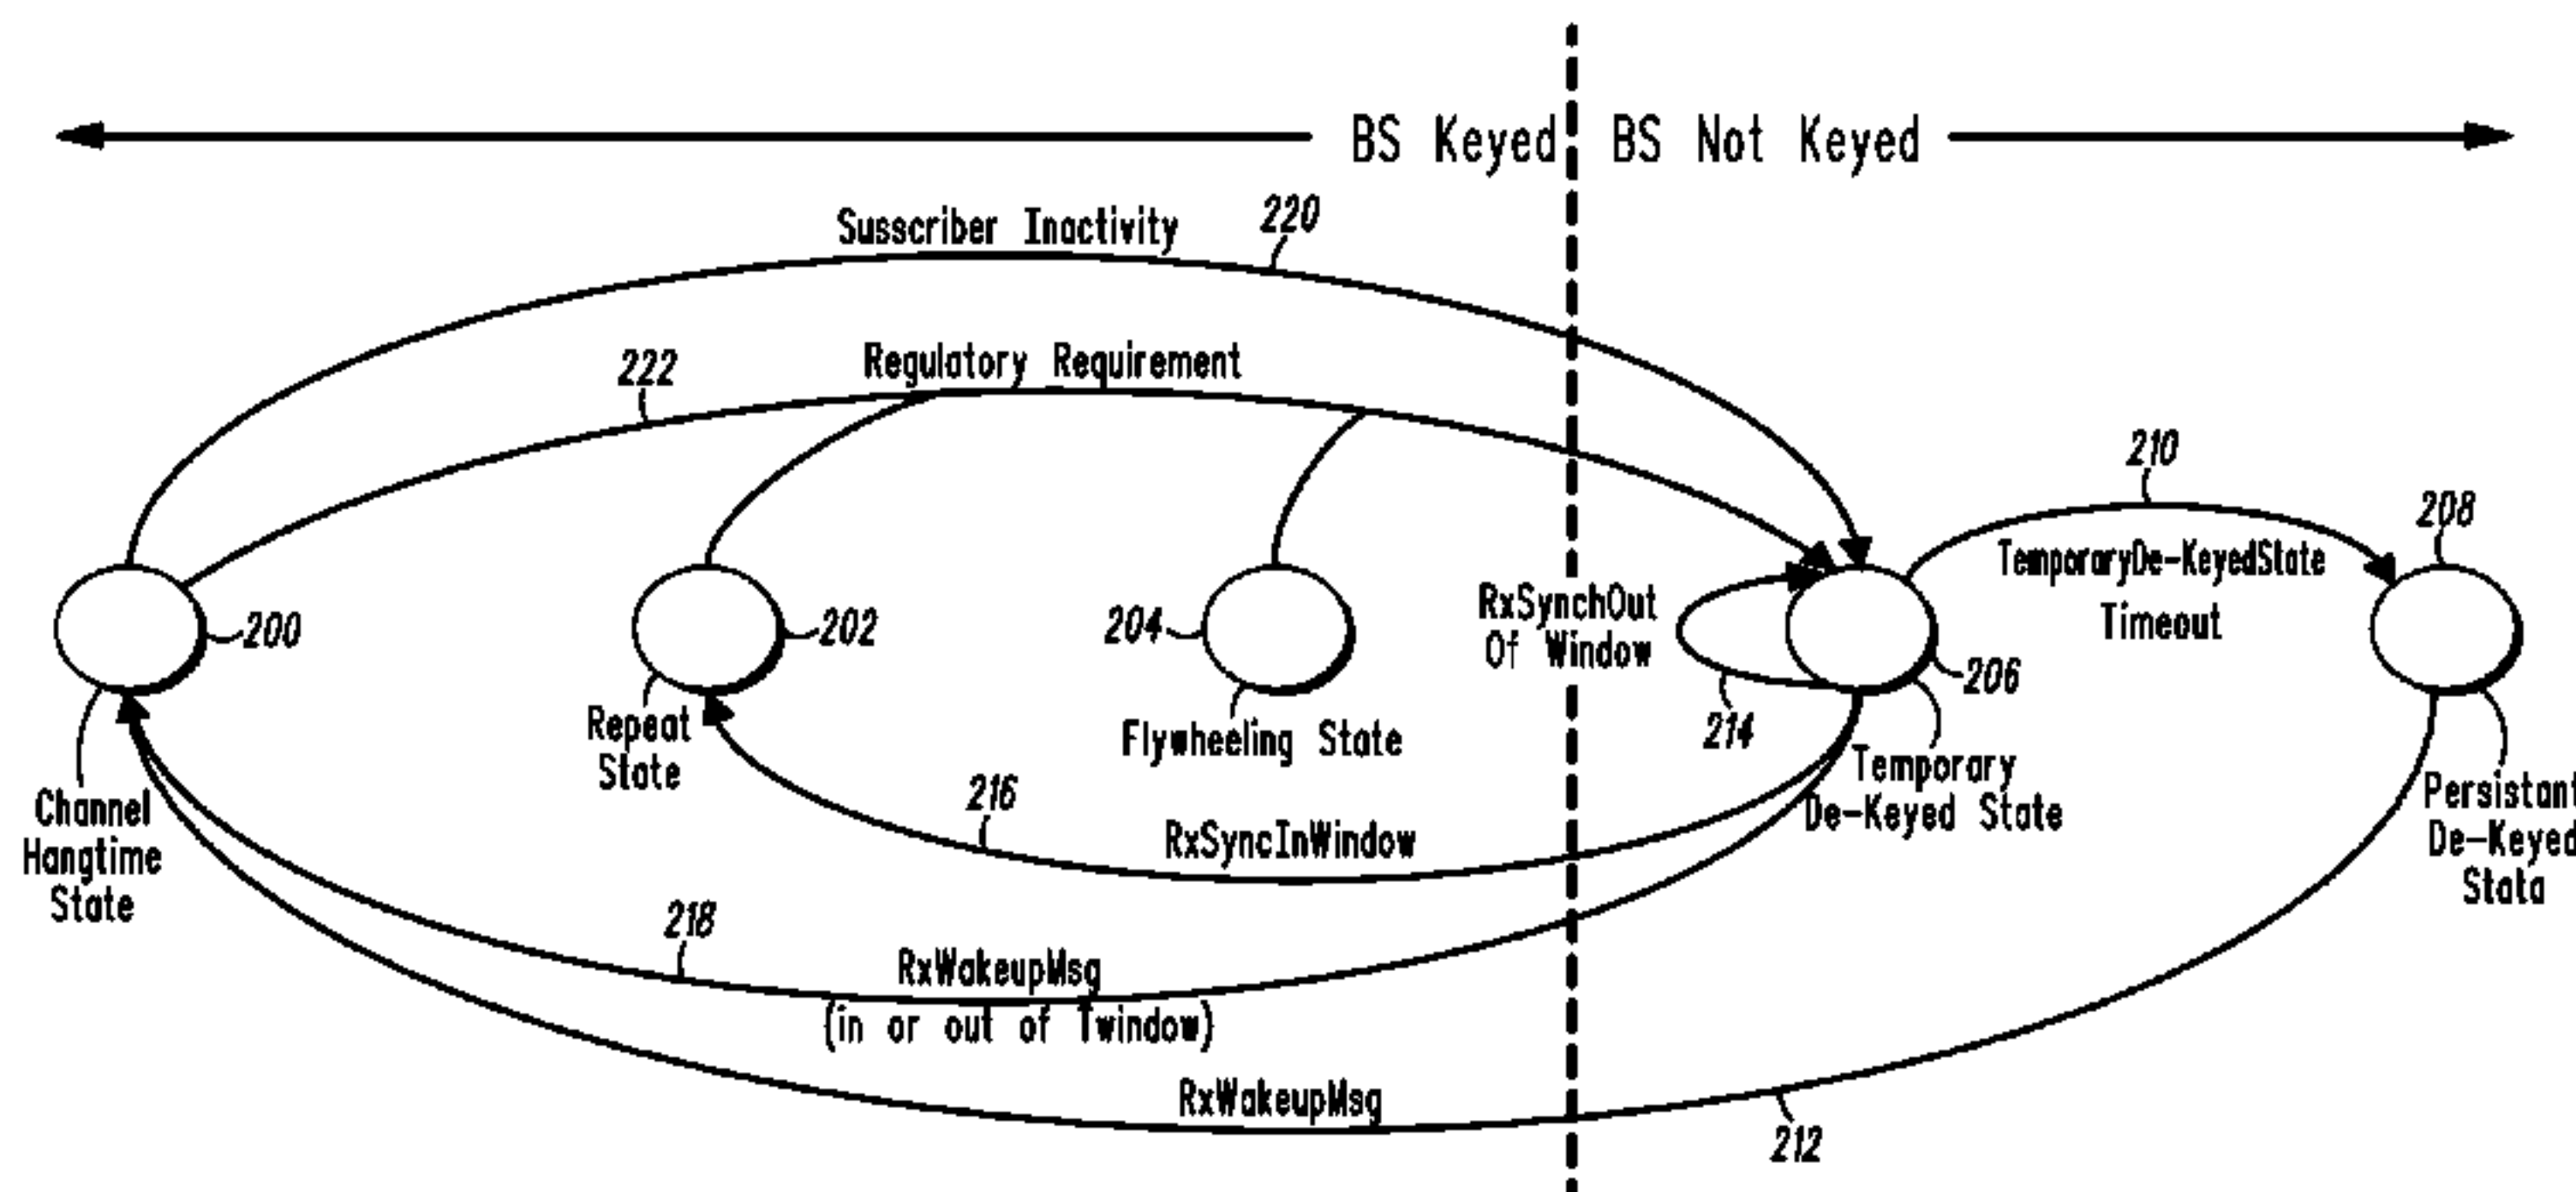 BS Keyed
BS Not Keyed
Susscriber Inactivity
220
Regulatory Requirement
222
210
208
TemporaryDe-KeyedState
Timeout
RxSynchOut
Of Window
200
202
204
206
214
Repeat
State
Flywheeling State
Temporary
De-Keyed State
Channel
Hangtime
State
Persistant
De-Keyed
Stata
216
RxSyncInWindow
218
RxWakeupMsg
(in or out of Twindow)
RxWakeupMsg
212